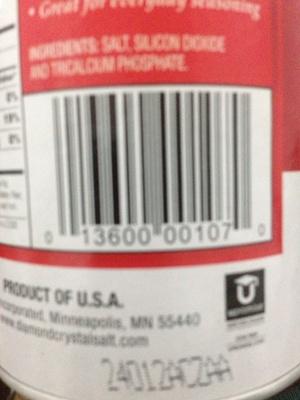 • Great for everyday seasoning
INGREDIENTS: SALT, SILICON DIOXIDE
AND TRICALCIUM PHOSPHATE.
0 13600 00107 0
PRODUCT OF U.S.A.
Minneapolis, MN 55440
www.diamondcrystalsalt.com
U